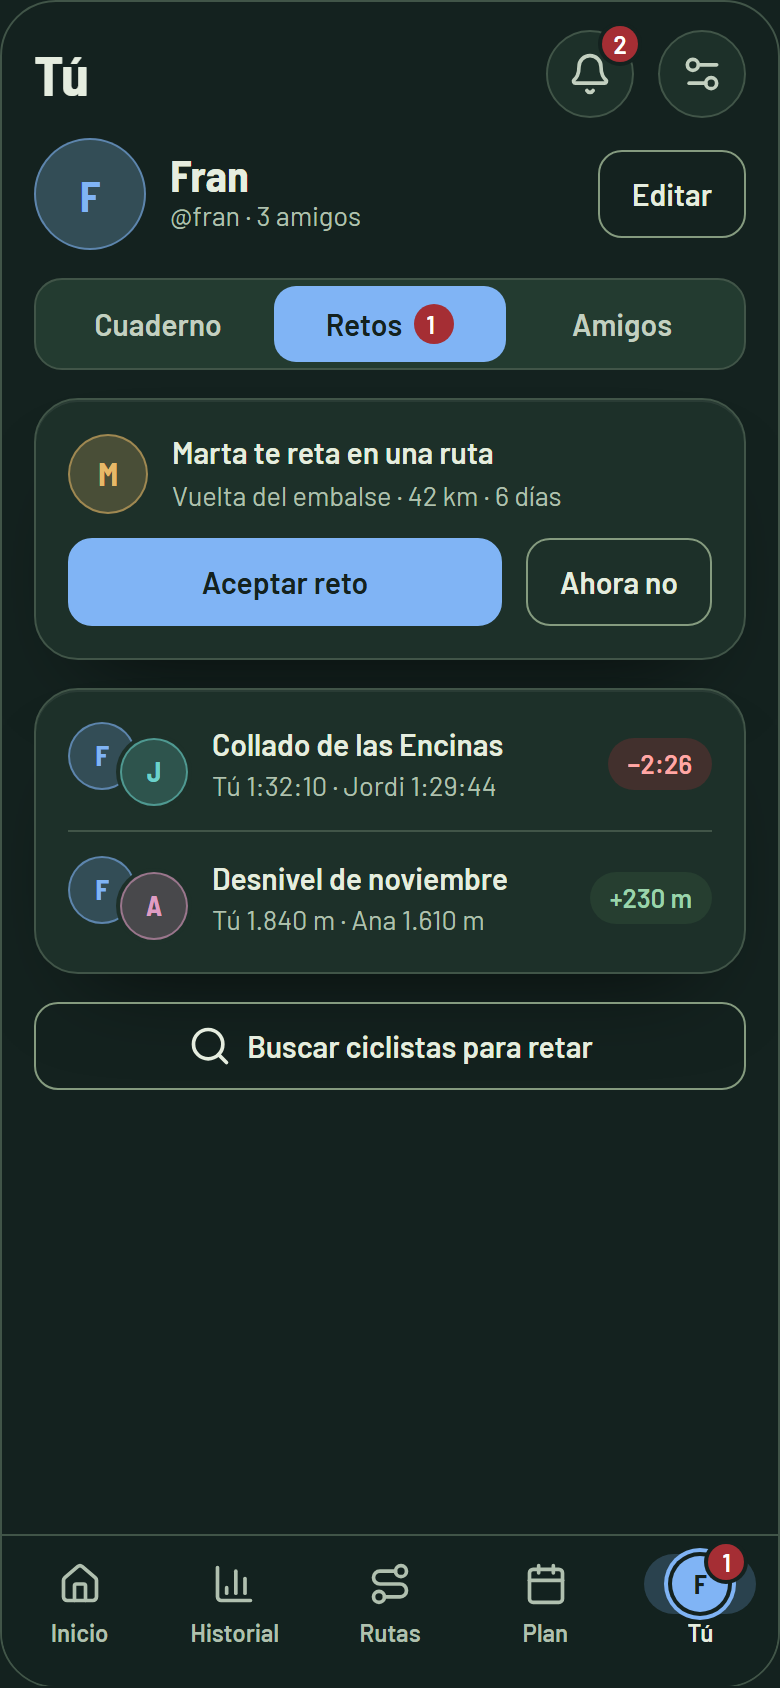 Tú
2
F
Fran
@fran · 3 amigos
Editar
Cuaderno
Retos 1
Amigos
M
Marta te reta en una ruta
Vuelta del embalse · 42 km · 6 días
Aceptar reto
Ahora no
F
J
Collado de las Encinas
Tú 1:32:10 · Jordi 1:29:44
−2:26
F
A
Desnivel de noviembre
Tú 1.840 m · Ana 1.610 m
+230 m
Buscar ciclistas para retar
Inicio
Historial
Rutas
Plan
F
1
Tú